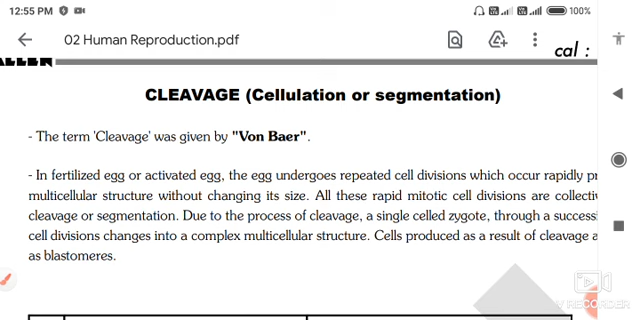 12:55 PM
100%
02 Human Reproduction.pdf
cal :
CLEAVAGE (Cellulation or segmentation)
- The term 'Cleavage' was given by "Von Baer".
- In fertilized egg or activated egg, the egg undergoes repeated cell divisions which occur rapidly pr
multicellular structure without changing its size. All these rapid mitotic cell divisions are collectiv
cleavage or segmentation. Due to the process of cleavage, a single celled zygote, through a successi
cell divisions changes into a complex multicellular structure. Cells produced as a result of cleavage a
as blastomeres.